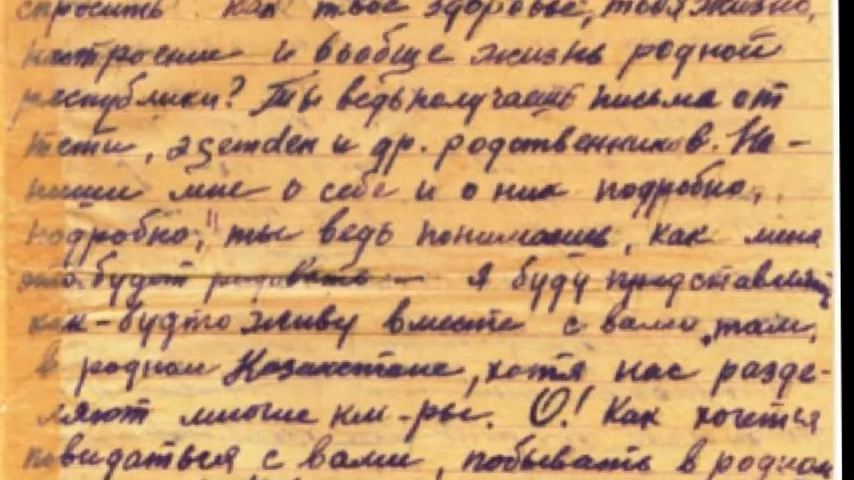 спросить как твое здоровье, твоя жизнь,
настроение и вообще жизнь родной
республики? Ты ведь получаешь письма от
тети, эgemden и др. родственников. На-
пиши мне о себе и о них подробно,
подробно," ты ведь понимаешь, как меня
это будет радовать — Я буду представлять
как-будто живу вместе с вами, там,
в родном Казахстане, хотя нас разде-
ляют многие км-ры. О! Как хочется
повидаться с вами, побывать в родном